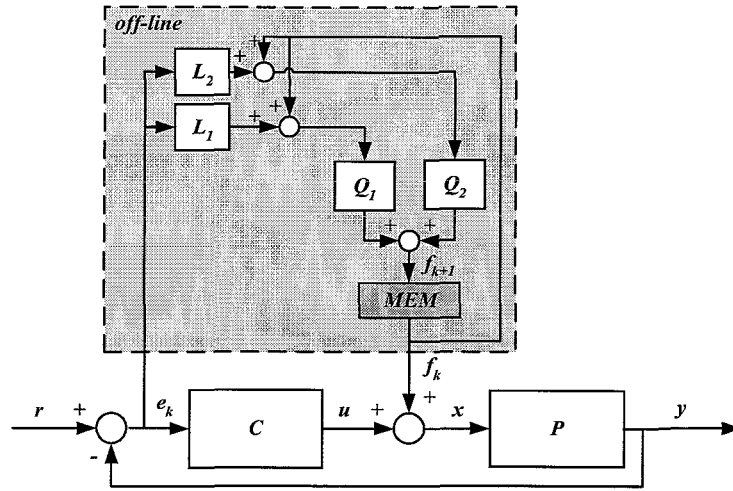 off-line
+
+
L₂
+
+
L₁
+
Q₁
Q₂
+
+
fₖ₊₁
MEM
fₖ
r
+
eₖ
C
u
+
+
x
P
y
-